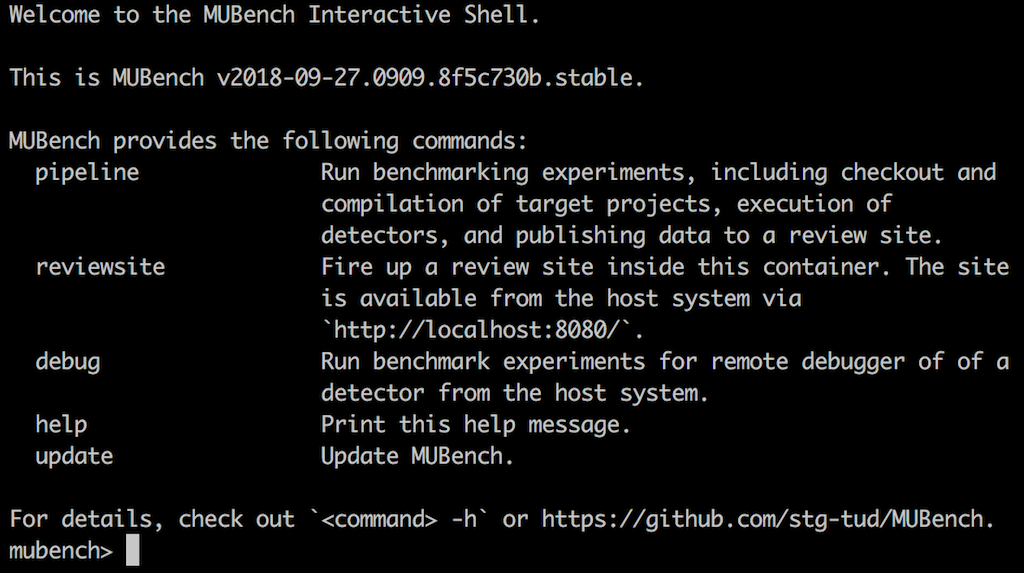 Welcome to the MUBench Interactive Shell.
This is MUBench v2018-09-27.0909.8f5c730b.stable.
MUBench provides the following commands:
pipeline Run benchmarking experiments, including checkout and
compilation of target projects, execution of
detectors, and publishing data to a review site.
reviewsite Fire up a review site inside this container. The site
is available from the host system via
`http://localhost:8080/`.
debug Run benchmark experiments for remote debugger of of a
detector from the host system.
help Print this help message.
update Update MUBench.
For details, check out `<command> -h` or https://github.com/stg-tud/MUBench.
mubench>